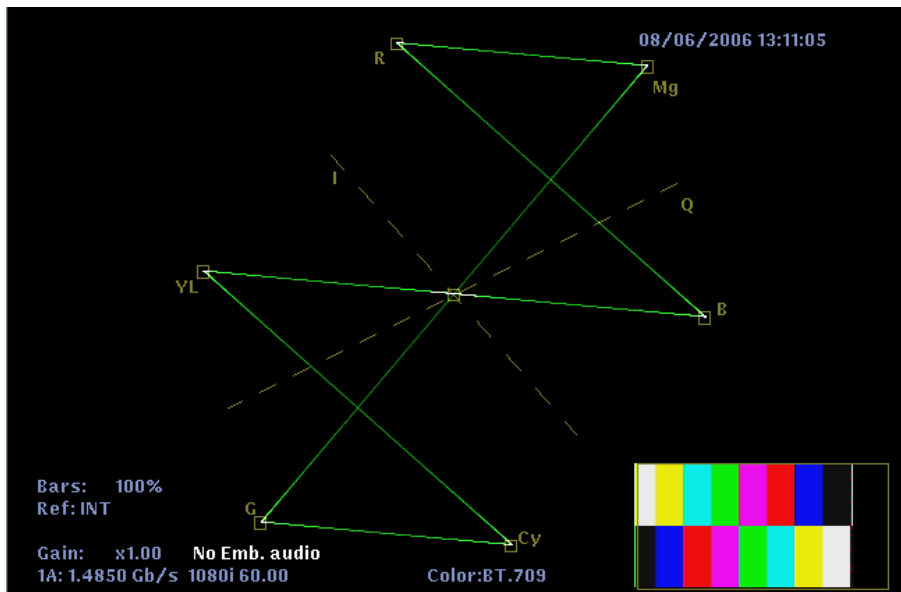 08/06/2006 13:11:05
R
Mg
I
Q
YL
B
Bars: 100%
Ref: INT
G
Cy
Gain: x1.00 No Emb. audio
1A: 1.4850 Gb/s 1080i 60.00 Color:BT.709